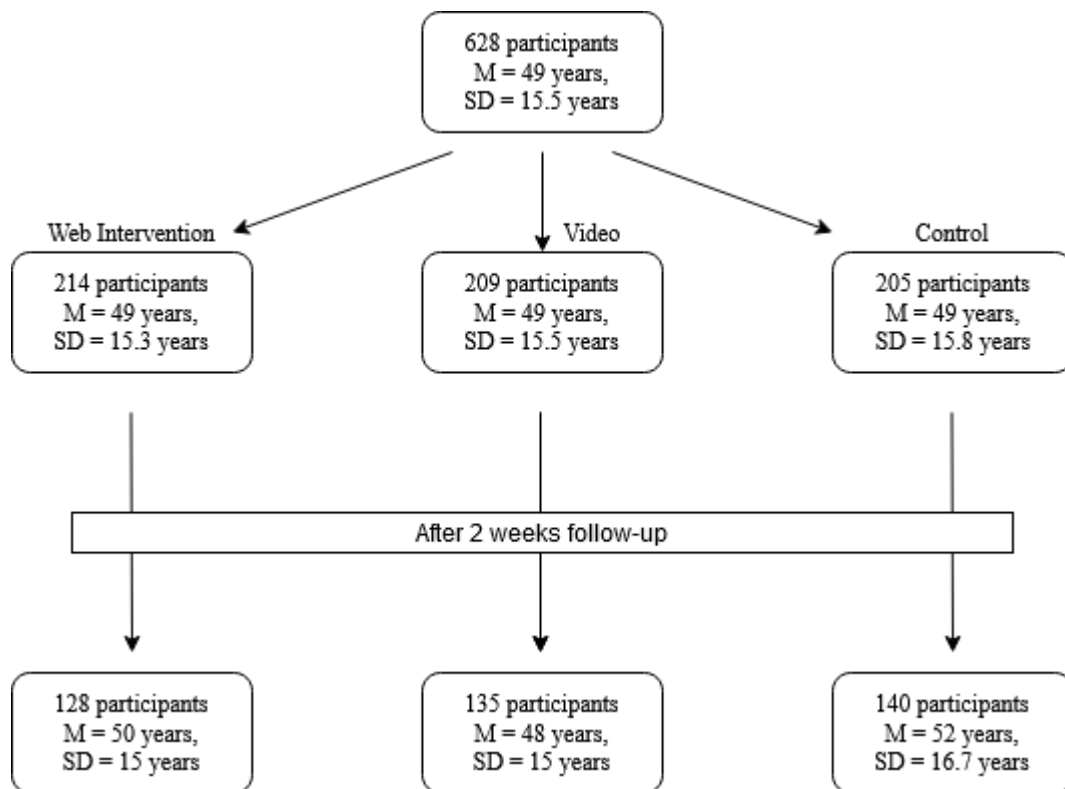 628 participants
M = 49 years,
SD = 15.5 years
Web Intervention
214 participants
M = 49 years,
SD = 15.3 years
Video
209 participants
M = 49 years,
SD = 15.5 years
Control
205 participants
M = 49 years,
SD = 15.8 years
After 2 weeks follow-up
128 participants
M = 50 years,
SD = 15 years
135 participants
M = 48 years,
SD = 15 years
140 participants
M = 52 years,
SD = 16.7 years